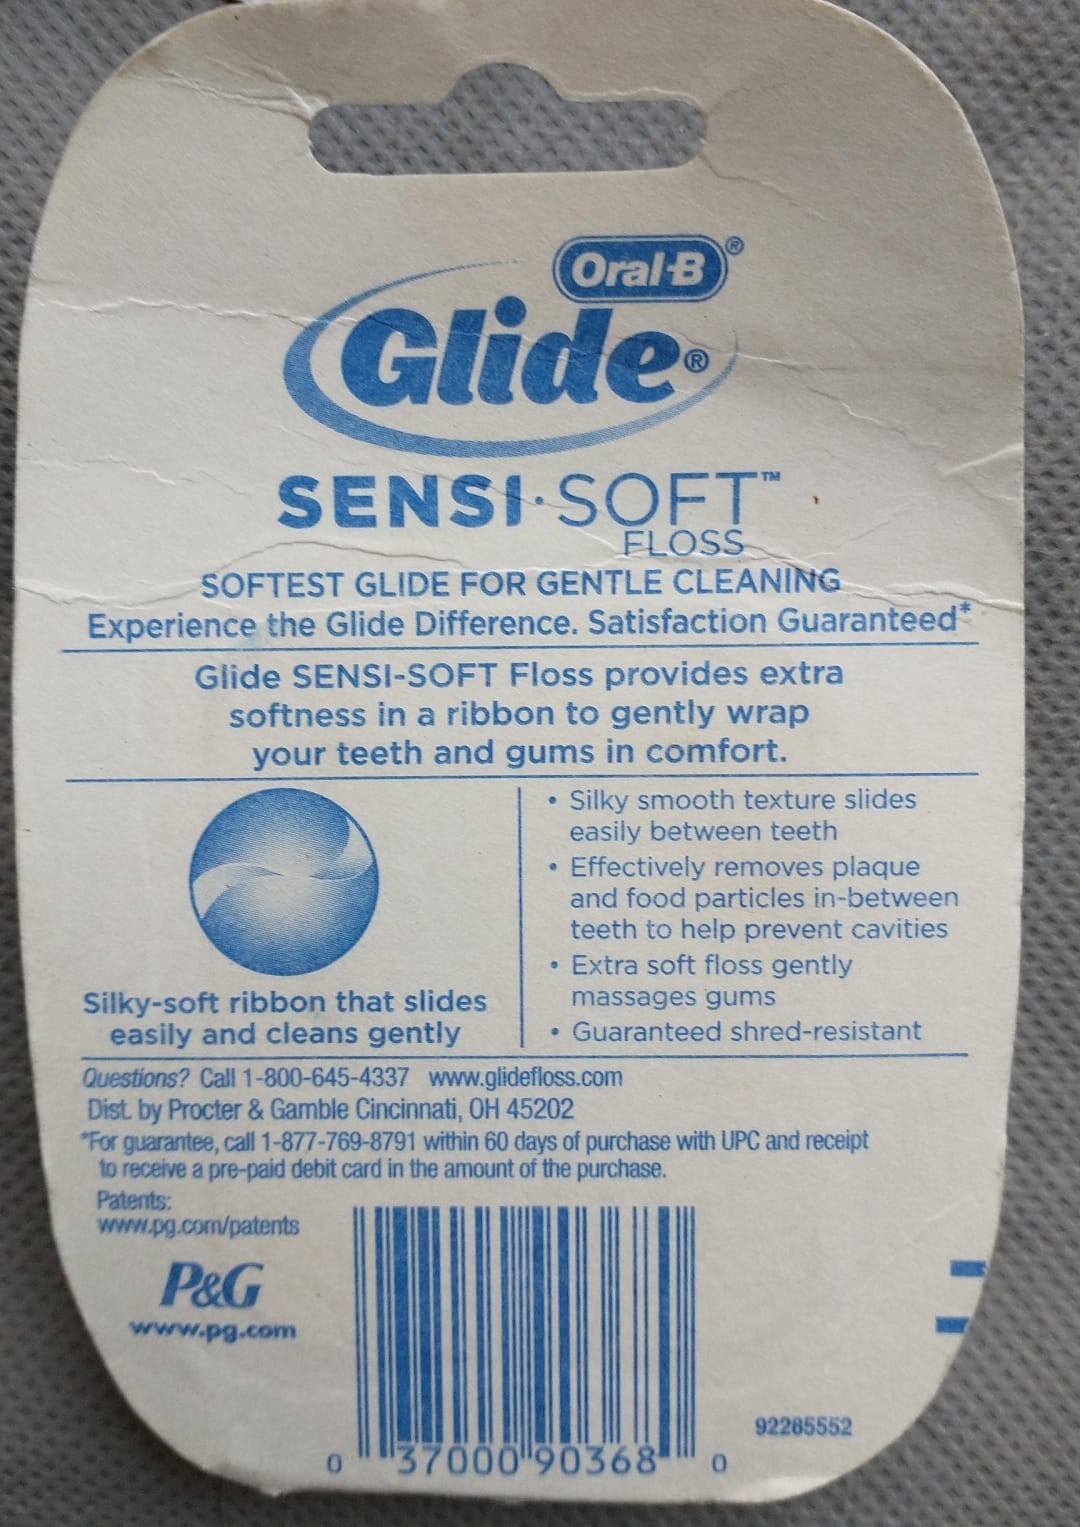 Oral-B®
Glide®
SENSI·SOFT™
FLOSS
SOFTEST GLIDE FOR GENTLE CLEANING
Experience the Glide Difference. Satisfaction Guaranteed*
Glide SENSI-SOFT Floss provides extra
softness in a ribbon to gently wrap
your teeth and gums in comfort.
Silky-soft ribbon that slides
easily and cleans gently
• Silky smooth texture slides
easily between teeth
• Effectively removes plaque
and food particles in-between
teeth to help prevent cavities
• Extra soft floss gently
massages gums
• Guaranteed shred-resistant
Questions? Call 1-800-645-4337 www.glidefloss.com
Dist. by Procter & Gamble Cincinnati, OH 45202
*For guarantee, call 1-877-769-8791 within 60 days of purchase with UPC and receipt
to receive a pre-paid debit card in the amount of the purchase.
Patents:
www.pg.com/patents
P&G
www.pg.com
0 37000 90368 0
92285552